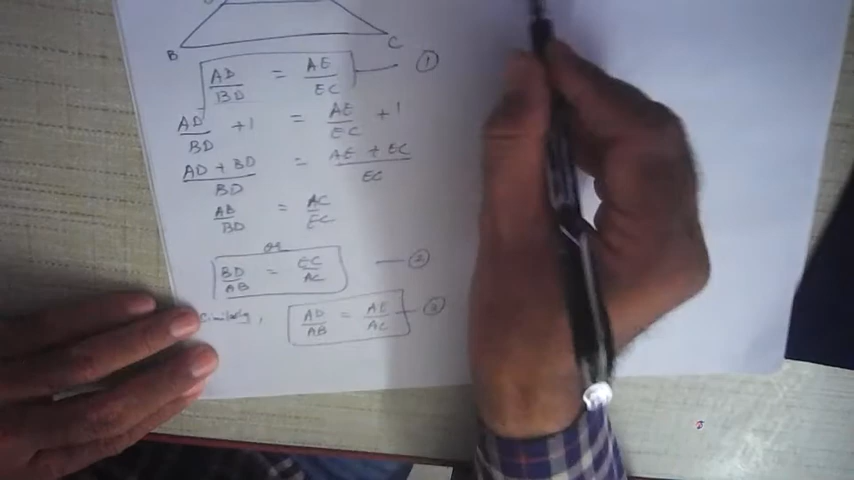 B C
AD/BD = AE/EC — ①
AD/BD + 1 = AE/EC + 1
AD + BD/BD = AE + EC/EC
AB/BD = AC/EC
or
BD/AB = EC/AC — ②
Similarly, AD/AB = AE/AC — ③